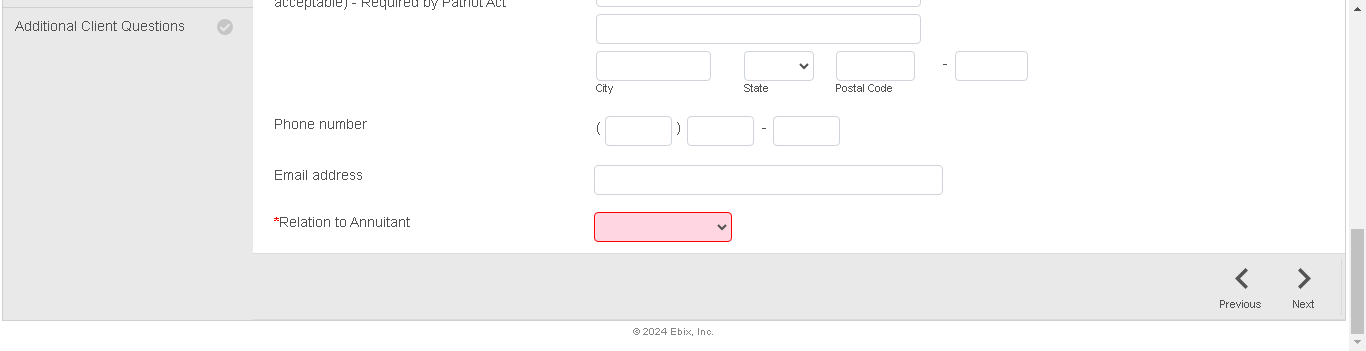 acceptable) - Required by Patriot Act
Additional Client Questions
City
State
Postal Code
-
Phone number
( ) -
Email address
*Relation to Annuitant
Previous
Next
© 2024 Ebix, Inc.